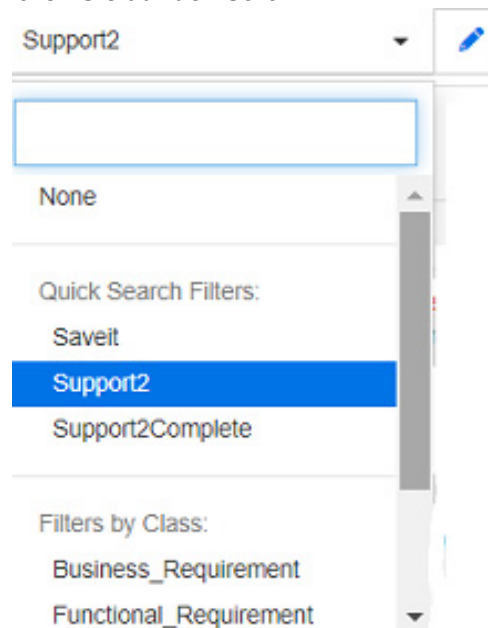 Support2
None
Quick Search Filters:
Saveit
Support2
Support2Complete
Filters by Class:
Business_Requirement
Functional_Requirement